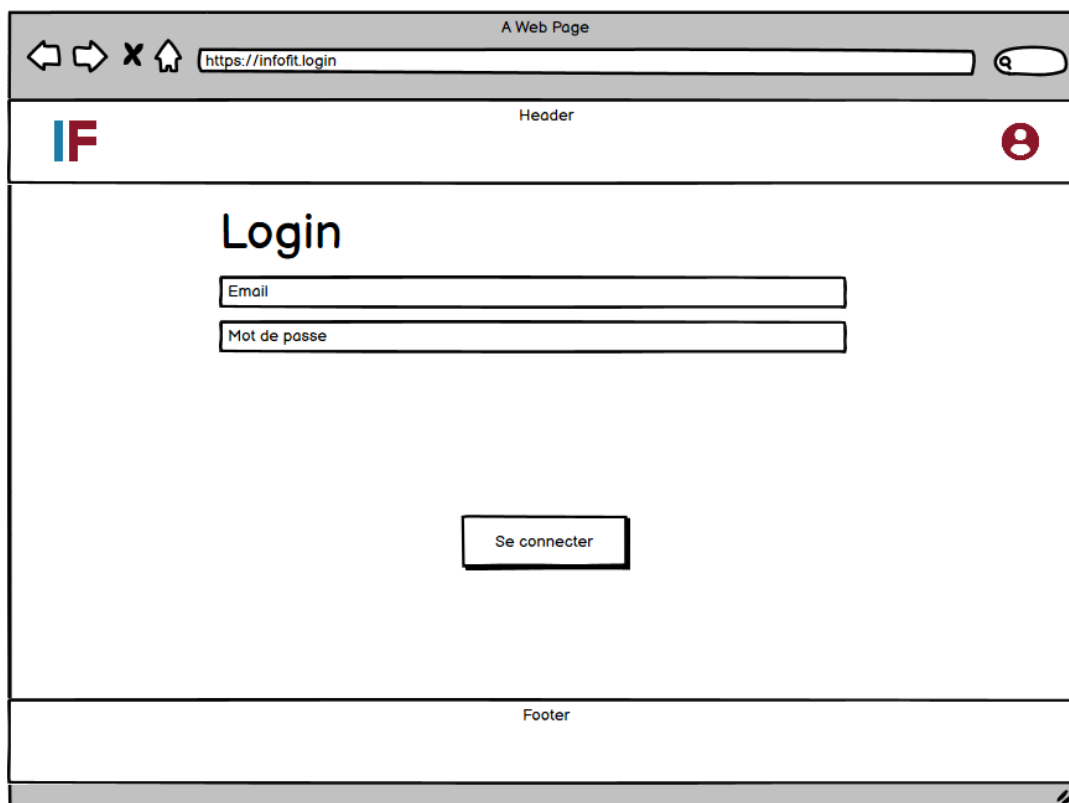 A Web Page
https://infofit.login
Header
IF
Login
Email
Mot de passe
Se connecter
Footer